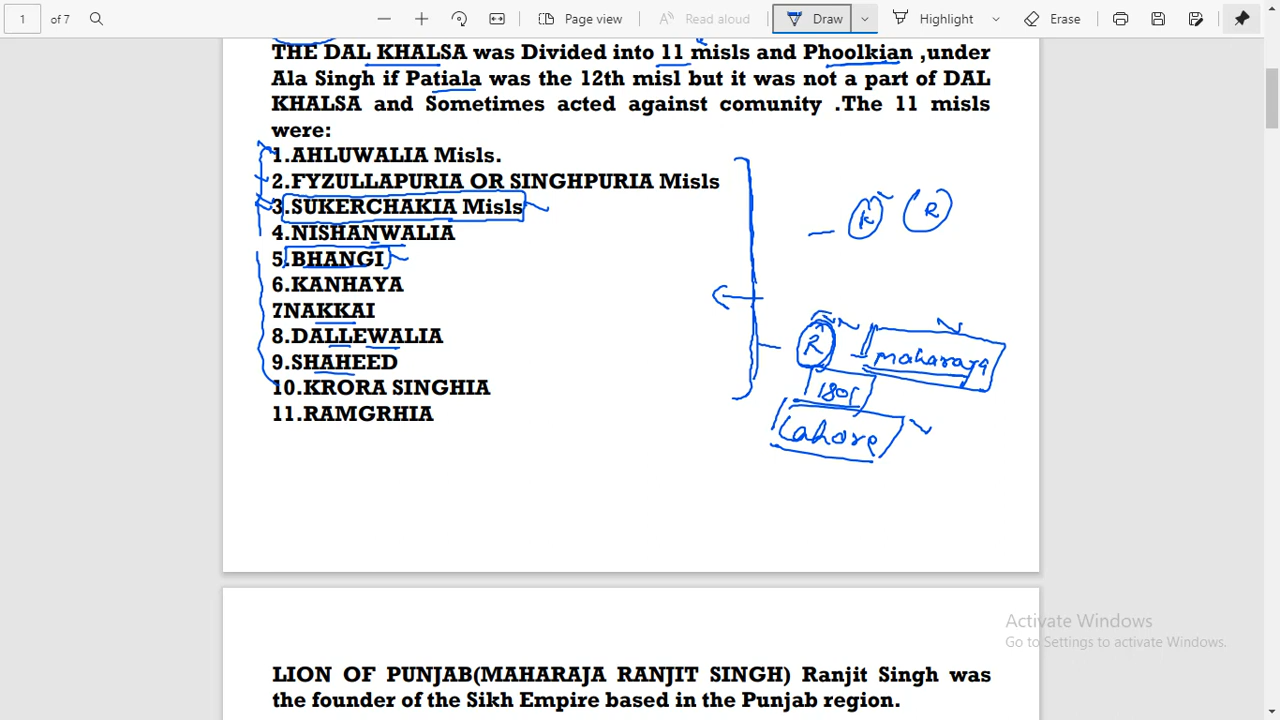 1 of 7 Page view Read aloud Draw Highlight Erase
THE DAL KHALSA was Divided into 11 misls and Phoolkian ,under
Ala Singh if Patiala was the 12th misl but it was not a part of DAL
KHALSA and Sometimes acted against comunity .The 11 misls
were:
1.AHLUWALIA Misls.
2.FYZULLAPURIA OR SINGHPURIA Misls
3.SUKERCHAKIA Misls
4.NISHANWALIA
5.BHANGI
6.KANHAYA
7NAKKAI
8.DALLEWALIA
9.SHAHEED
10.KRORA SINGHIA
11.RAMGRHIA
K R
R maharaja
1801
Lahore
Activate Windows
Go to Settings to activate Windows.
LION OF PUNJAB(MAHARAJA RANJIT SINGH) Ranjit Singh was
the founder of the Sikh Empire based in the Punjab region.